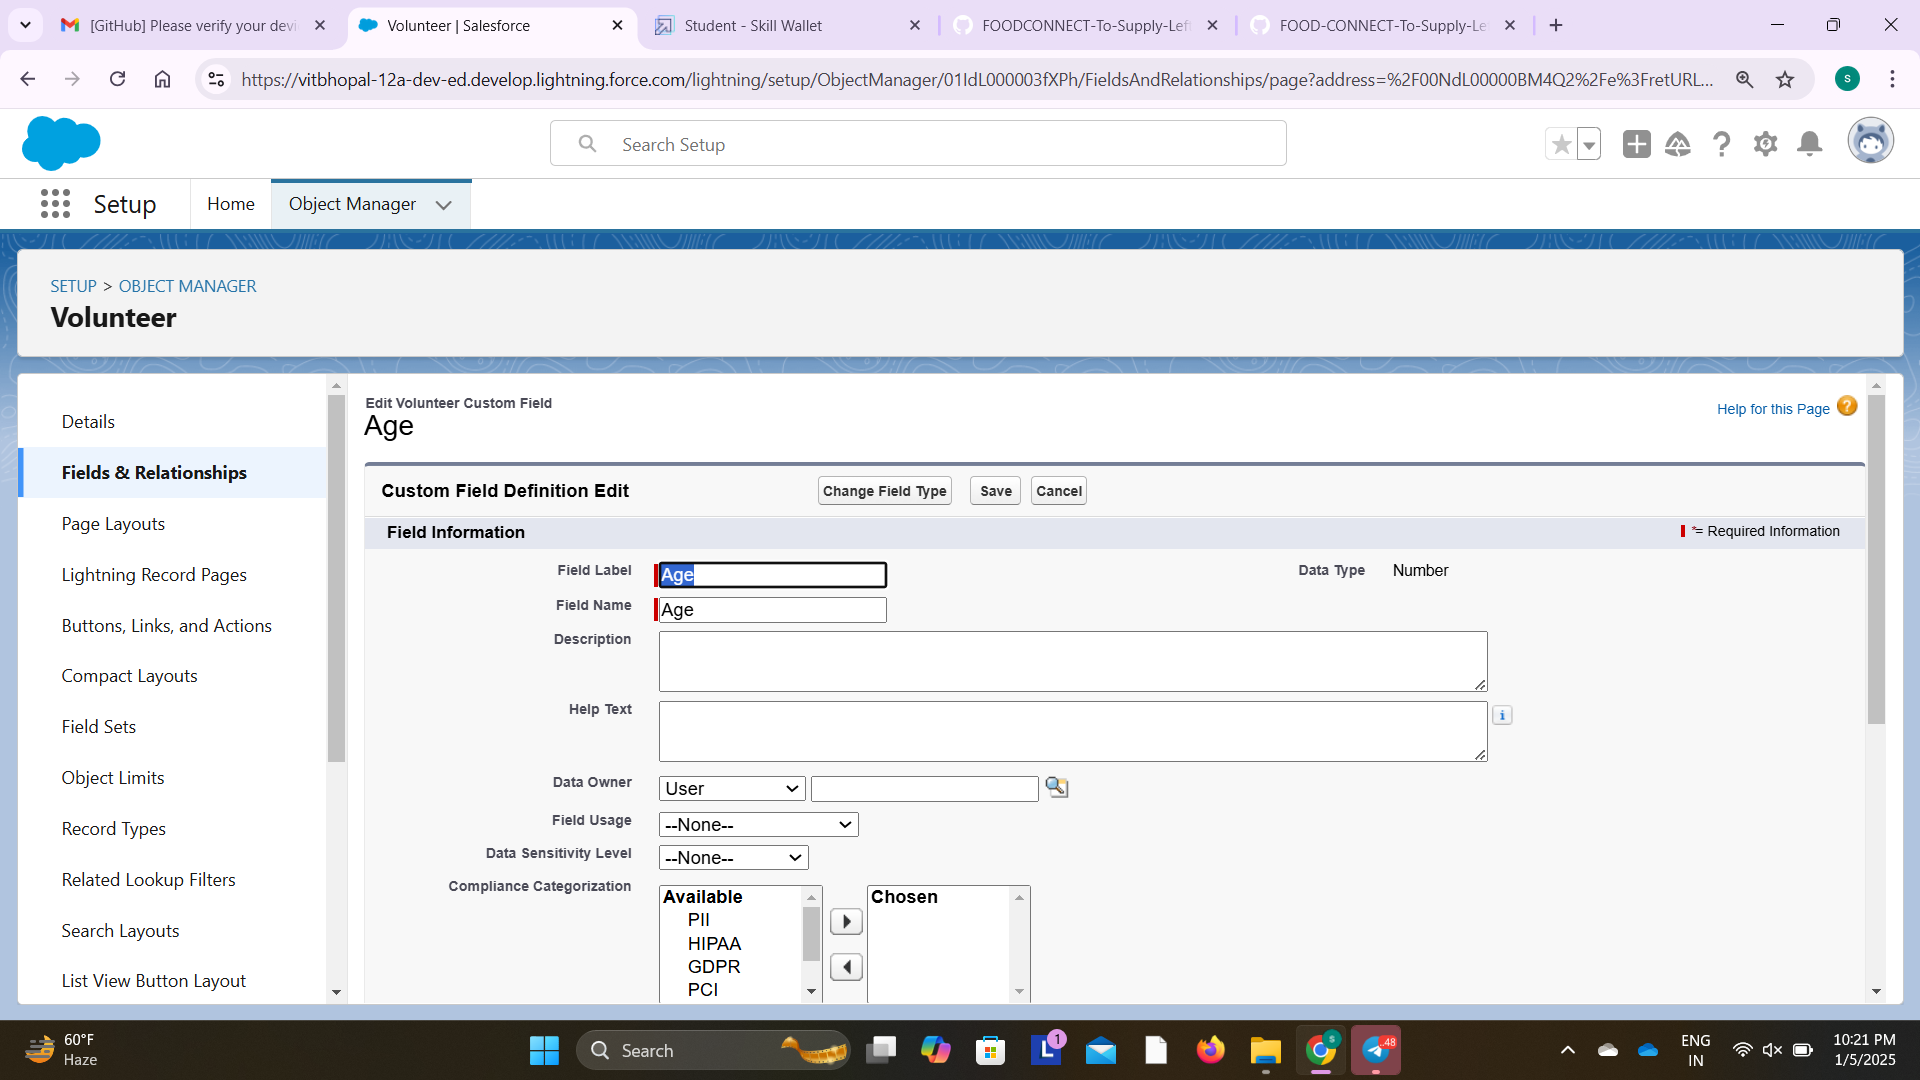 [GitHub] Please verify your devi
Volunteer | Salesforce
Student - Skill Wallet
FOODCONNECT-To-Supply-Left
FOOD-CONNECT-To-Supply-Le
https://vitbhopal-12a-dev-ed.develop.lightning.force.com/lightning/setup/ObjectManager/01IdL000003fXPh/FieldsAndRelationships/page?address=%2F00NdL00000BM4Q2%2Fe%3FretURL...
S
Search Setup
Setup
Home
Object Manager
SETUP > OBJECT MANAGER
Volunteer
Details
Fields & Relationships
Page Layouts
Lightning Record Pages
Buttons, Links, and Actions
Compact Layouts
Field Sets
Object Limits
Record Types
Related Lookup Filters
Search Layouts
List View Button Layout
Edit Volunteer Custom Field
Age
Help for this Page
Custom Field Definition Edit
Change Field Type
Save
Cancel
Field Information
*= Required Information
Field Label
Age
Data Type
Number
Field Name
Age
Description
Help Text
Data Owner
User
Field Usage
--None--
Data Sensitivity Level
--None--
Compliance Categorization
Available
PII
HIPAA
GDPR
PCI
Chosen
60°F
Haze
Search
1
L
S
.48
ENG
IN
10:21 PM
1/5/2025